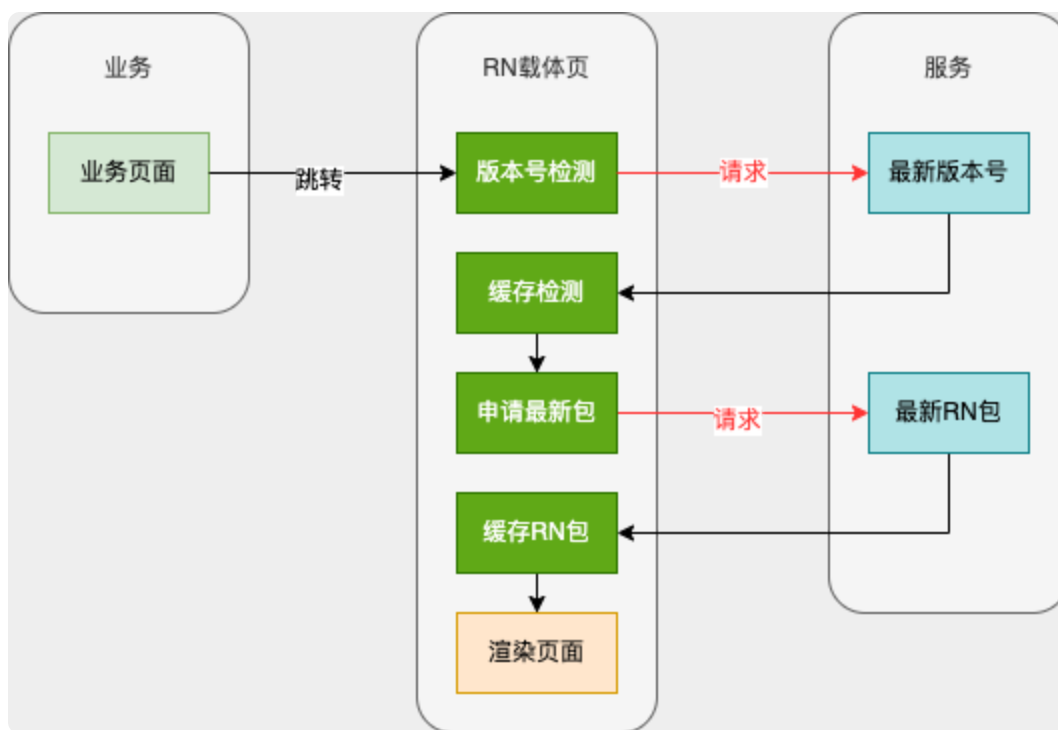 业务
RN载体页
服务
业务页面
跳转
版本号检测
请求
最新版本号
缓存检测
申请最新包
请求
最新RN包
缓存RN包
渲染页面